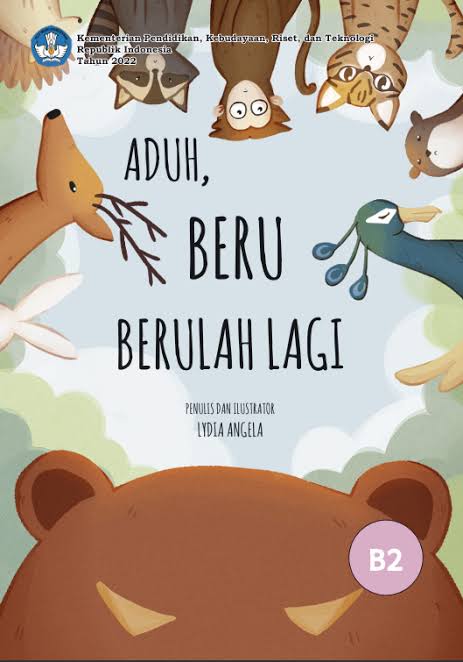 Kementerian Pendidikan, Kebudayaan, Riset, dan Teknologi
Republik Indonesia
Tahun 2022
ADUH,
BERU
BERULAH LAGI
PENULIS DAN ILUSTRATOR
LYDIA ANGELA
B2